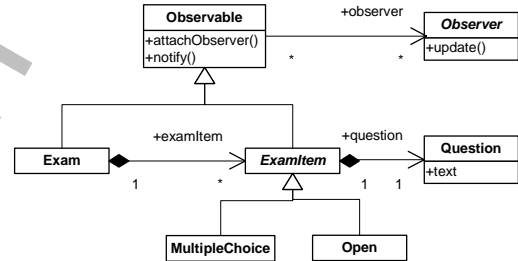 Observable
+attachObserver()
+notify()
+observer
*
*
Observer
+update()
Exam
+examItem
1
*
ExamItem
+question
1
1
Question
+text
MultipleChoice
Open